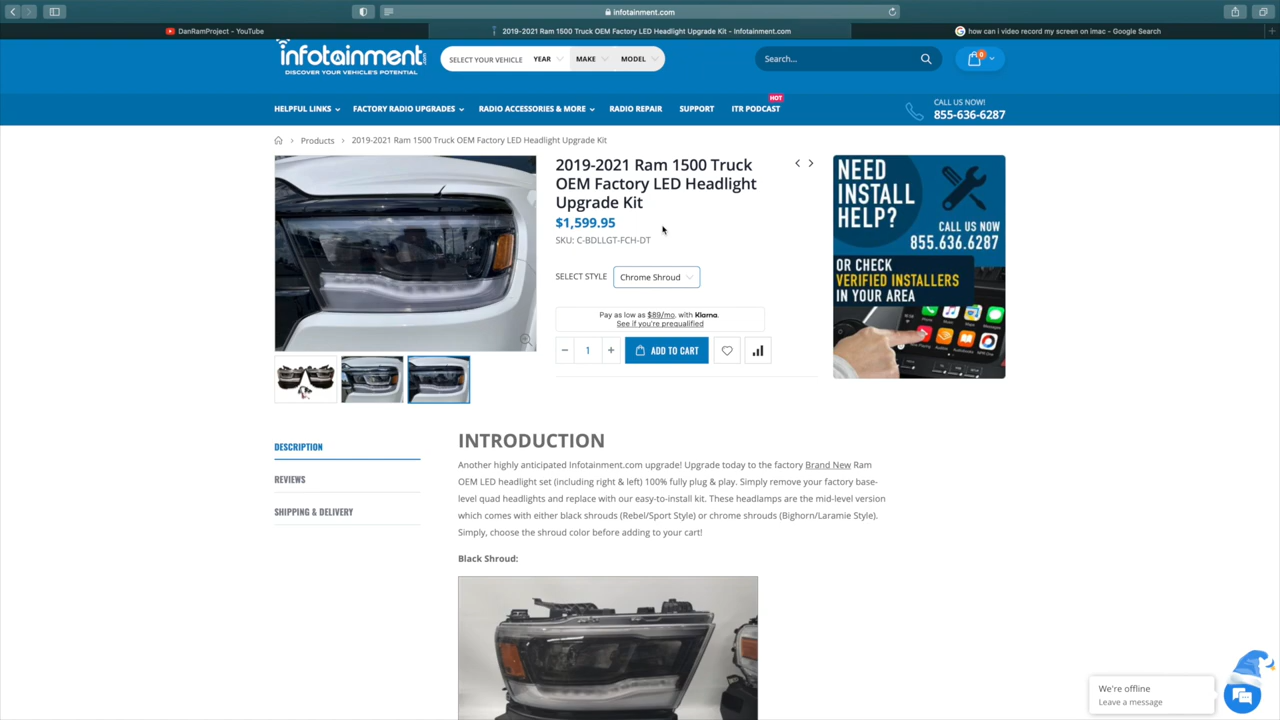 infotainment.com
DanRamProject - YouTube
2019-2021 Ram 1500 Truck OEM Factory LED Headlight Upgrade Kit - Infotainment.com
how can i video record my screen on imac - Google Search
infotainment.com
DISCOVER YOUR VEHICLE'S POTENTIAL
SELECT YOUR VEHICLE YEAR MAKE MODEL
Search...
0
HOT
HELPFUL LINKS FACTORY RADIO UPGRADES RADIO ACCESSORIES & MORE RADIO REPAIR SUPPORT ITR PODCAST
CALL US NOW!
855-636-6287
Products > 2019-2021 Ram 1500 Truck OEM Factory LED Headlight Upgrade Kit
2019-2021 Ram 1500 Truck
OEM Factory LED Headlight
Upgrade Kit
$1,599.95
SKU: C-BDLLGT-FCH-DT
SELECT STYLE Chrome Shroud
Pay as low as $89/mo. with Klarna.
See if you're prequalified
− 1 + ADD TO CART
NEED
INSTALL
HELP?
CALL US NOW
855.636.6287
OR CHECK
VERIFIED INSTALLERS
IN YOUR AREA
DESCRIPTION
REVIEWS
SHIPPING & DELIVERY
INTRODUCTION
Another highly anticipated Infotainment.com upgrade! Upgrade today to the factory Brand New Ram
OEM LED headlight set (including right & left) 100% fully plug & play. Simply remove your factory base-
level quad headlights and replace with our easy-to-install kit. These headlamps are the mid-level version
which comes with either black shrouds (Rebel/Sport Style) or chrome shrouds (Bighorn/Laramie Style).
Simply, choose the shroud color before adding to your cart!
Black Shroud:
We're offline
Leave a message